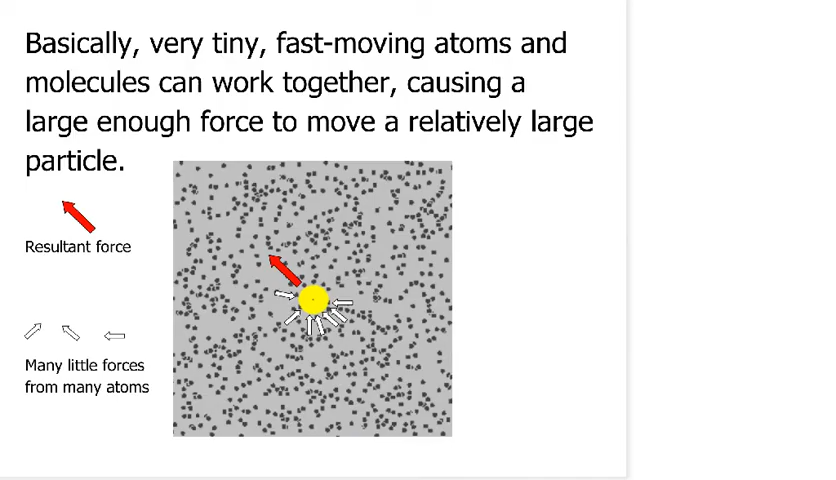 Basically, very tiny, fast-moving atoms and
molecules can work together, causing a
large enough force to move a relatively large
particle.
Resultant force
Many little forces
from many atoms